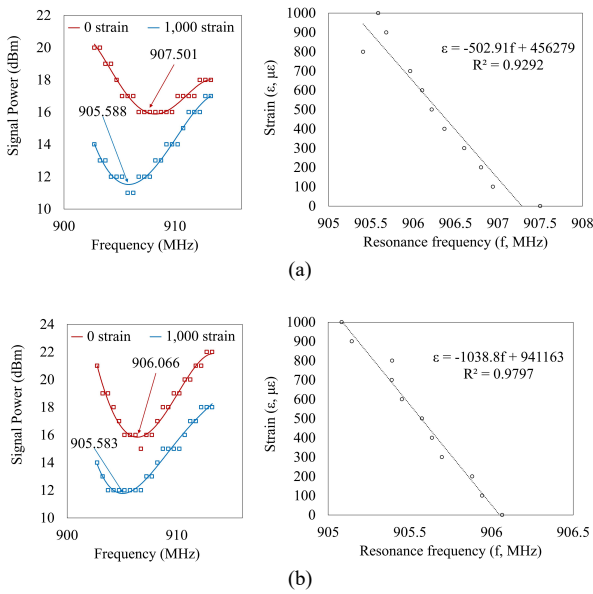 0 strain 1,000 strain
22
20
18
16
14
12
10
907.501
905.588
900 910
Frequency (MHz)
Signal Power (dBm)
1000
900
800
700
600
500
400
300
200
100
0
ε = -502.91f + 456279
R² = 0.9292
905 905.5 906 906.5 907 907.5 908
Resonance frequency (f, MHz)
Strain (ε, με)
(a)
0 strain 1,000 strain
24
22
20
18
16
14
12
10
906.066
905.583
900 910
Frequency (MHz)
Signal Power (dBm)
1000
900
800
700
600
500
400
300
200
100
0
ε = -1038.8f + 941163
R² = 0.9797
905 905.5 906 906.5
Resonance frequency (f, MHz)
Strain (ε, με)
(b)